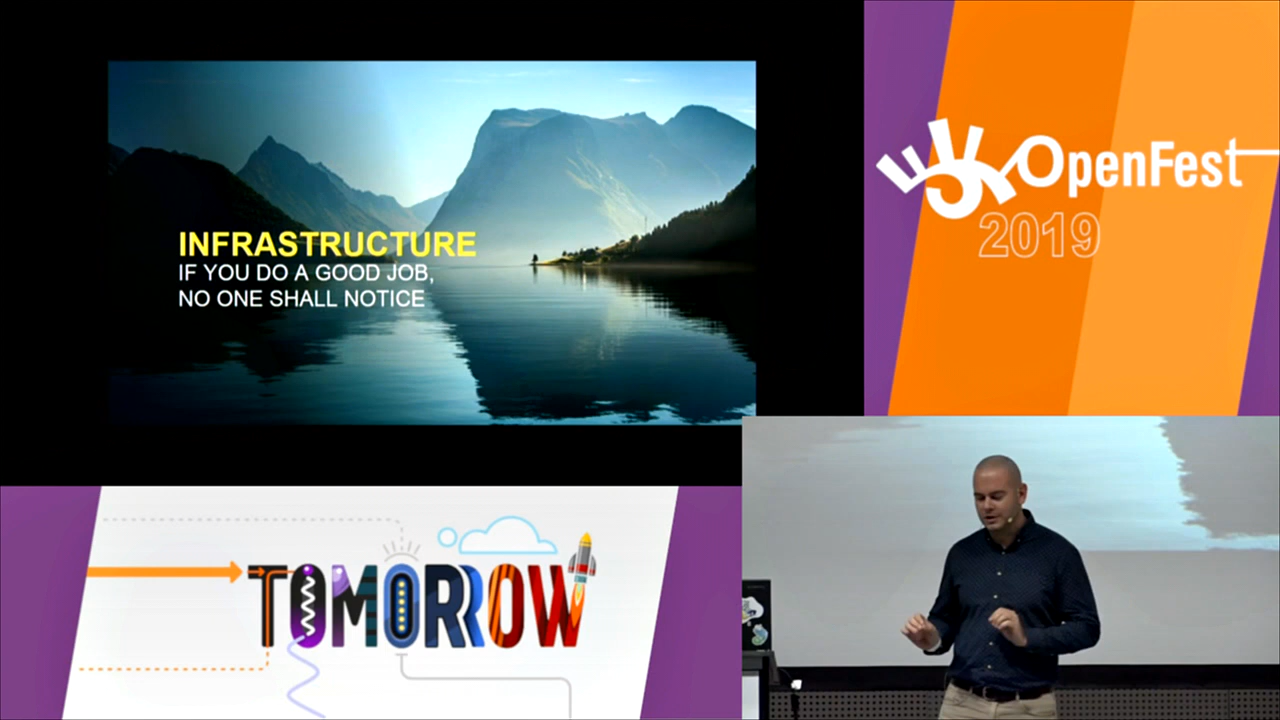 INFRASTRUCTURE
IF YOU DO A GOOD JOB,
NO ONE SHALL NOTICE
OpenFest
2019
TOMORROW